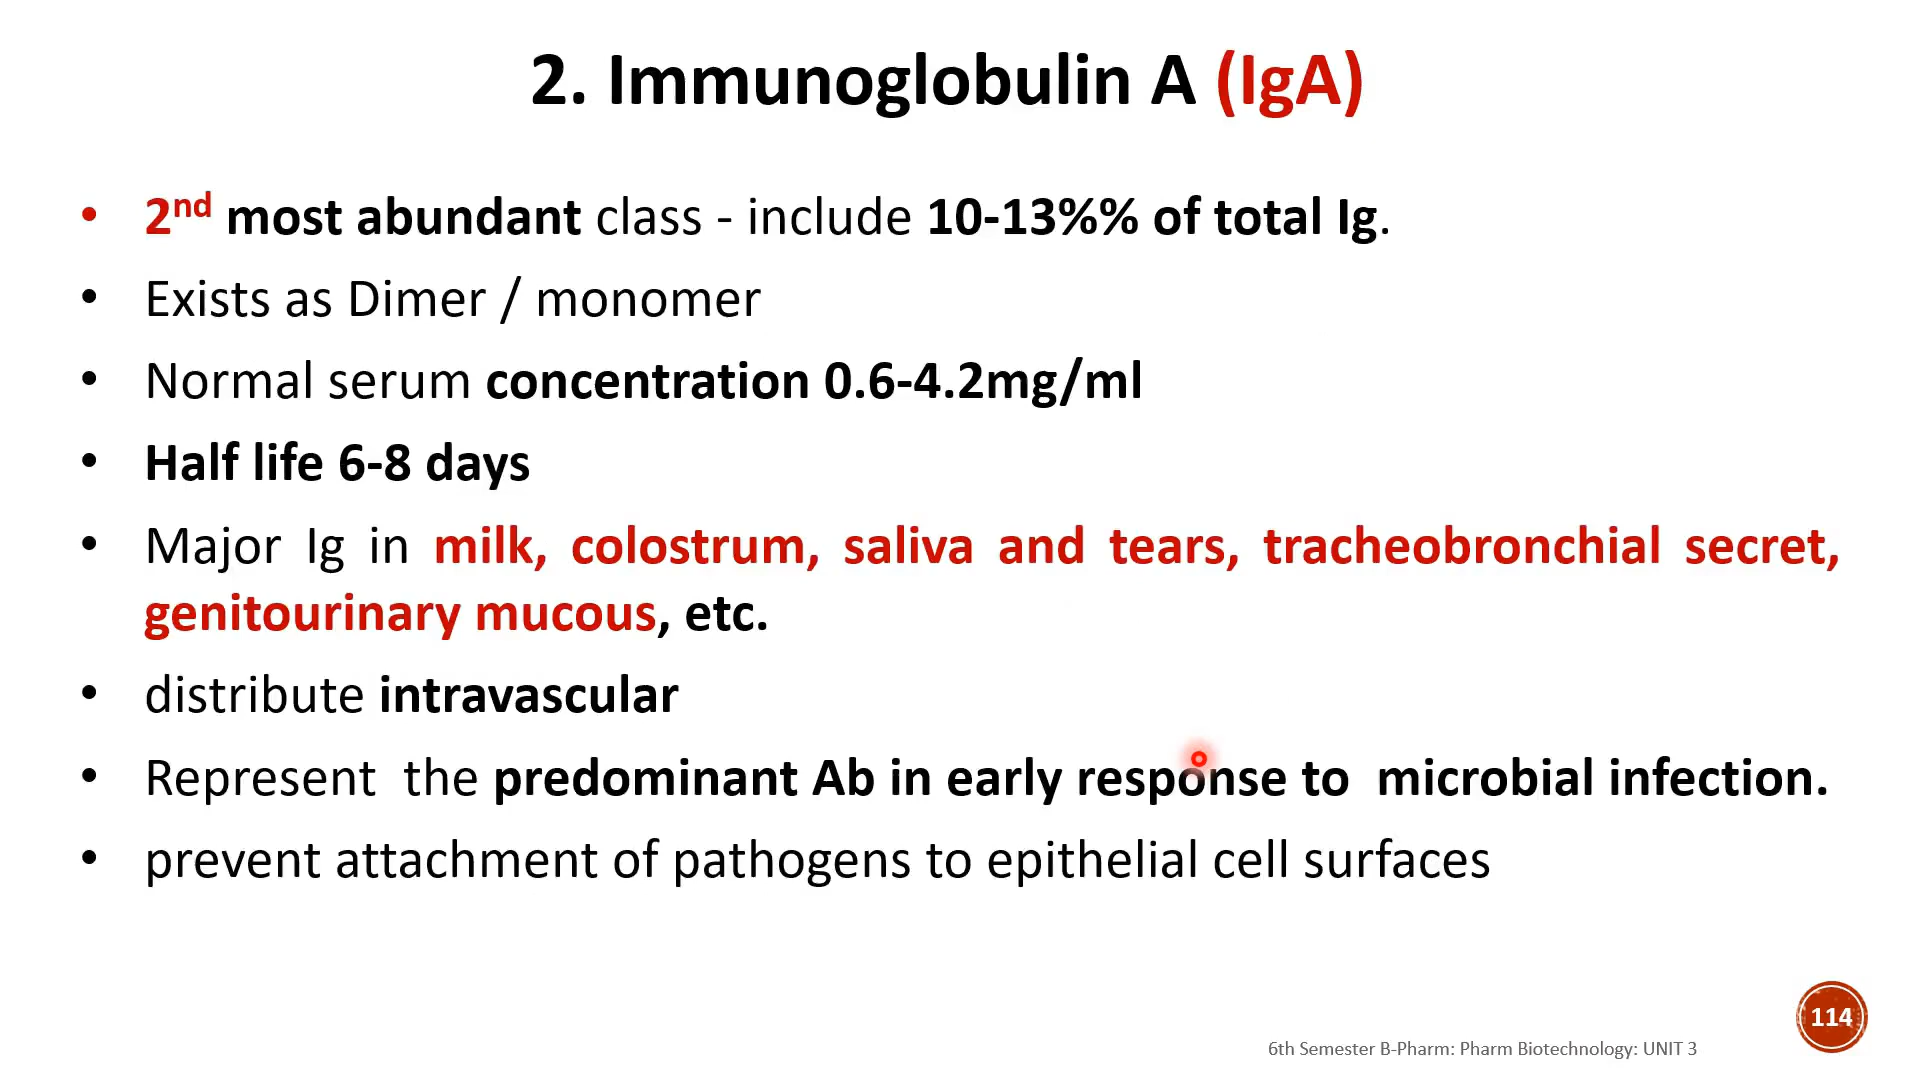 2. Immunoglobulin A (IgA)
• 2nd most abundant class - include 10-13%% of total Ig.
• Exists as Dimer / monomer
• Normal serum concentration 0.6-4.2mg/ml
• Half life 6-8 days
• Major Ig in milk, colostrum, saliva and tears, tracheobronchial secret,
genitourinary mucous, etc.
• distribute intravascular
• Represent the predominant Ab in early response to microbial infection.
• prevent attachment of pathogens to epithelial cell surfaces
114
6th Semester B-Pharm: Pharm Biotechnology: UNIT 3